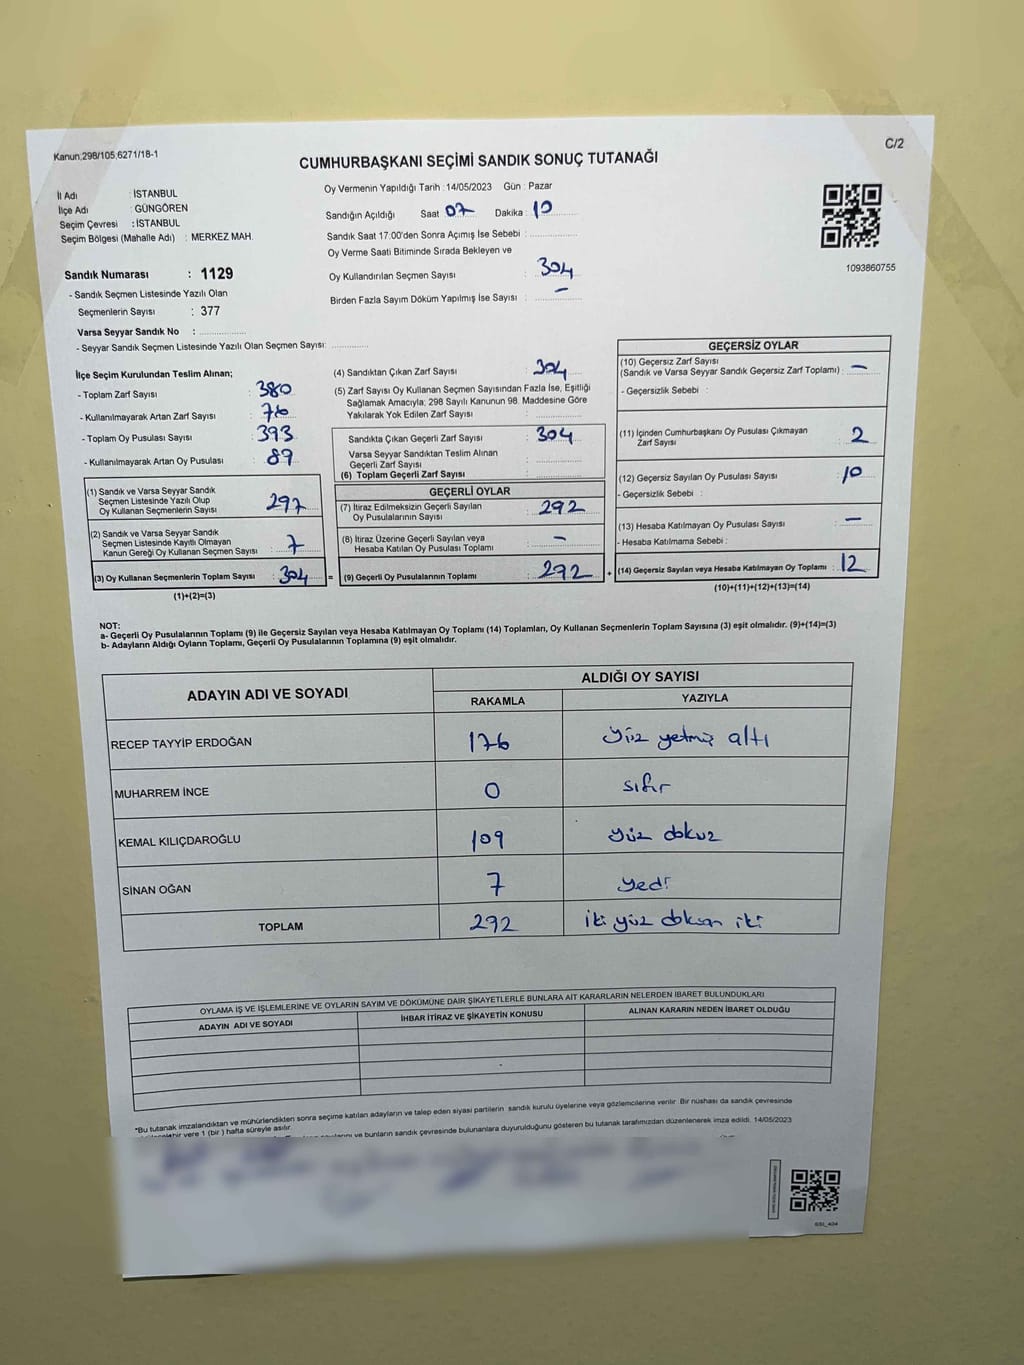 Kanun;298/105;6271/18-1
C/2
CUMHURBAŞKANI SEÇİMİ SANDIK SONUÇ TUTANAĞI
İl Adı : İSTANBUL
İlçe Adı : GÜNGÖREN
Seçim Çevresi : İSTANBUL
Seçim Bölgesi (Mahalle Adı) : MERKEZ MAH.
Sandık Numarası : 1129
- Sandık Seçmen Listesinde Yazılı Olan
Seçmenlerin Sayısı : 377
Varsa Seyyar Sandık No :
- Seyyar Sandık Seçmen Listesinde Yazılı Olan Seçmen Sayısı:
Oy Vermenin Yapıldığı Tarih : 14/05/2023 Gün : Pazar
Sandığın Açıldığı Saat 07 Dakika : 10
Sandık Saat 17:00'den Sonra Açımış İse Sebebi :
Oy Verme Saati Bitiminde Sırada Bekleyen ve
Oy Kullandırılan Seçmen Sayısı : 304
Birden Fazla Sayım Döküm Yapılmış İse Sayısı : -
1093860755
İlçe Seçim Kurulundan Teslim Alınan;
- Toplam Zarf Sayısı : 380
- Kullanılmayarak Artan Zarf Sayısı : 76
- Toplam Oy Pusulası Sayısı : 393
- Kullanılmayarak Artan Oy Pusulası : 89
(1) Sandık ve Varsa Seyyar Sandık
Seçmen Listesinde Yazılı Olup
Oy Kullanan Seçmenlerin Sayısı : 297
(2) Sandık ve Varsa Seyyar Sandık
Seçmen Listesinde Kayıtlı Olmayan
Kanun Gereği Oy Kullanan Seçmen Sayısı : 7
(3) Oy Kullanan Seçmenlerin Toplam Sayısı : 304 =
(1)+(2)=(3)
(4) Sandıktan Çıkan Zarf Sayısı : 304
(5) Zarf Sayısı Oy Kullanan Seçmen Sayısından Fazla İse, Eşitliği
Sağlamak Amacıyla; 298 Sayılı Kanunun 98. Maddesine Göre
Yakılarak Yok Edilen Zarf Sayısı :
Sandıkta Çıkan Geçerli Zarf Sayısı : 304
Varsa Seyyar Sandıktan Teslim Alınan
Geçerli Zarf Sayısı :
(6) Toplam Geçerli Zarf Sayısı :
GEÇERLİ OYLAR
(7) İtiraz Edilmeksizin Geçerli Sayılan
Oy Pusulalarının Sayısı : 292
(8) İtiraz Üzerine Geçerli Sayılan veya
Hesaba Katılan Oy Pusulası Toplamı : -
(9) Geçerli Oy Pusulalarının Toplamı : 292 +
GEÇERSİZ OYLAR
(10) Geçersiz Zarf Sayısı
(Sandık ve Varsa Seyyar Sandık Geçersiz Zarf Toplamı) : -
- Geçersizlik Sebebi :
(11) İçinden Cumhurbaşkanı Oy Pusulası Çıkmayan
Zarf Sayısı : 2
(12) Geçersiz Sayılan Oy Pusulası Sayısı : 10
- Geçersizlik Sebebi :
(13) Hesaba Katılmayan Oy Pusulası Sayısı : -
- Hesaba Katılmama Sebebi :
(14) Geçersiz Sayılan veya Hesaba Katılmayan Oy Toplamı : 12
(10)+(11)+(12)+(13)=(14)
NOT:
a- Geçerli Oy Pusulalarının Toplamı (9) ile Geçersiz Sayılan veya Hesaba Katılmayan Oy Toplamı (14) Toplamları, Oy Kullanan Seçmenlerin Toplam Sayısına (3) eşit olmalıdır. (9)+(14)=(3)
b- Adayların Aldığı Oyların Toplamı, Geçerli Oy Pusulalarının Toplamına (9) eşit olmalıdır.
ADAYIN ADI VE SOYADI ALDIĞI OY SAYISI
RAKAMLA YAZIYLA
RECEP TAYYİP ERDOĞAN 176 Yüz yetmiş altı
MUHARREM İNCE 0 sıfır
KEMAL KILIÇDAROĞLU 109 yüz dokuz
SİNAN OĞAN 7 yedi
TOPLAM 292 iki yüz doksan iki
OYLAMA İŞ VE İŞLEMLERİNE VE OYLARIN SAYIM VE DÖKÜMÜNE DAİR ŞİKAYETLERLE BUNLARA AİT KARARLARIN NELERDEN İBARET BULUNDUKLARI
ADAYIN ADI VE SOYADI İHBAR İTİRAZ VE ŞİKAYETİN KONUSU ALINAN KARARIN NEDEN İBARET OLDUĞU
*Bu tutanak imzalandıktan ve mühürlendikten sonra seçime katılan adayların ve talep eden siyasi partilerin sandık kurulu üyelerine veya gözlemcilerine verilir. Bir nüshası da sandık çevresinde
yere 1 (bir) hafta süreyle asılır.
ve bunların sandık çevresinde bulunanlara duyurulduğunu gösteren bu tutanak tarafımızdan düzenlenerek imza edildi. 14/05/2023